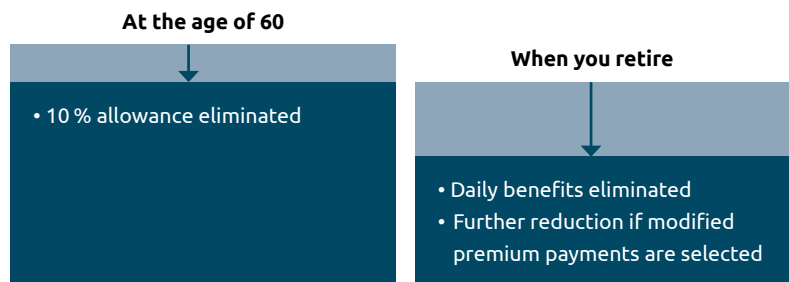 At the age of 60
• 10 % allowance eliminated
When you retire
• Daily benefits eliminated
• Further reduction if modified
premium payments are selected